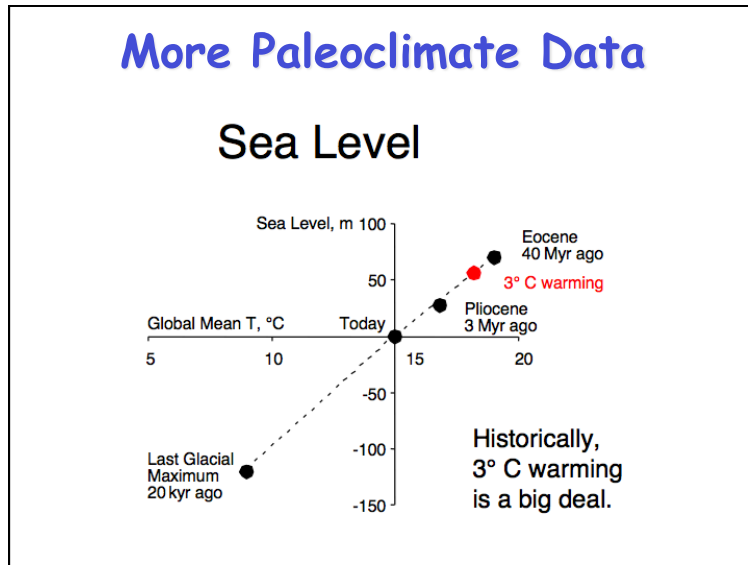 More Paleoclimate Data
Sea Level
Sea Level, m 100
Eocene
40 Myr ago
50
3° C warming
Pliocene
3 Myr ago
Global Mean T, °C
Today
5
10
15
20
-50
-100
-150
Last Glacial
Maximum
20 kyr ago
Historically,
3° C warming
is a big deal.